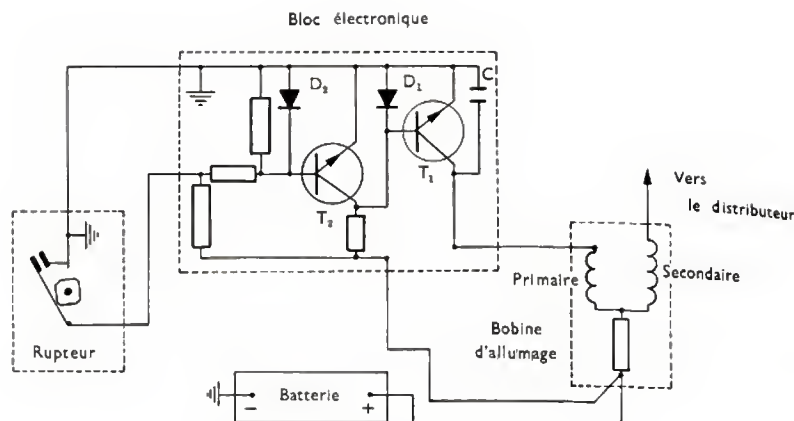 Bloc électronique
C
D₂
D₁
T₁
T₂
Vers
le distributeur
Primaire
Secondaire
Bobine
d'allumage
Rupteur
Batterie
- +